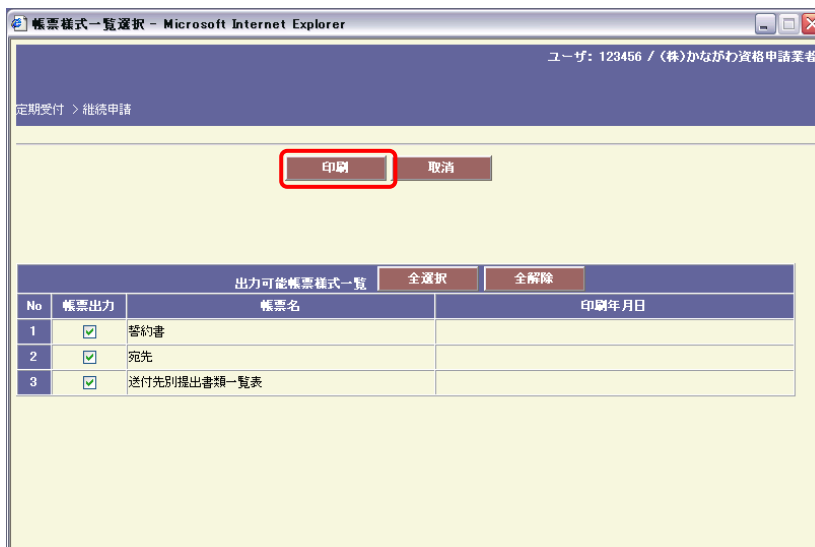 帳票様式一覧選択 - Microsoft Internet Explorer
ユーザ: 123456 / (株)かながわ資格申請業者
定期受付 > 継続申請
印刷 取消
出力可能帳票様式一覧 全選択 全解除
No 帳票出力 帳票名 印刷年月日
1 誓約書
2 宛先
3 送付先別提出書類一覧表